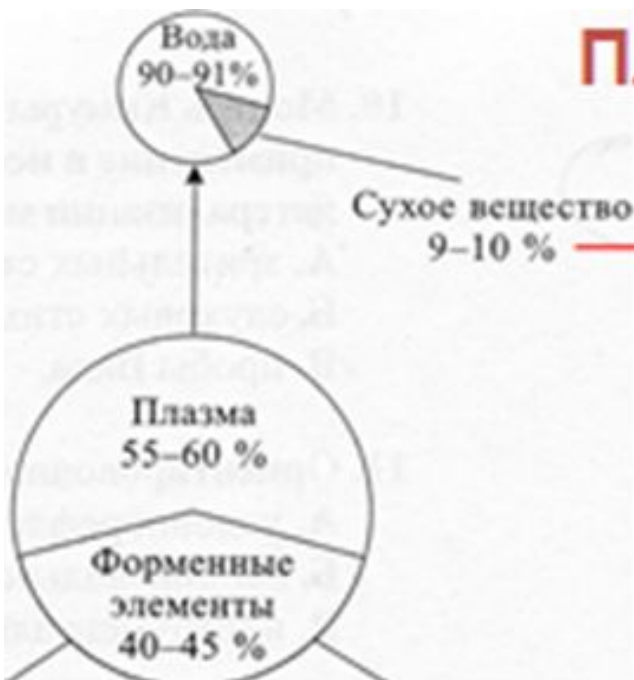 Вода
90–91%
Сухое вещество
9–10 %
Плазма
55–60 %
Форменные
элементы
40–45 %